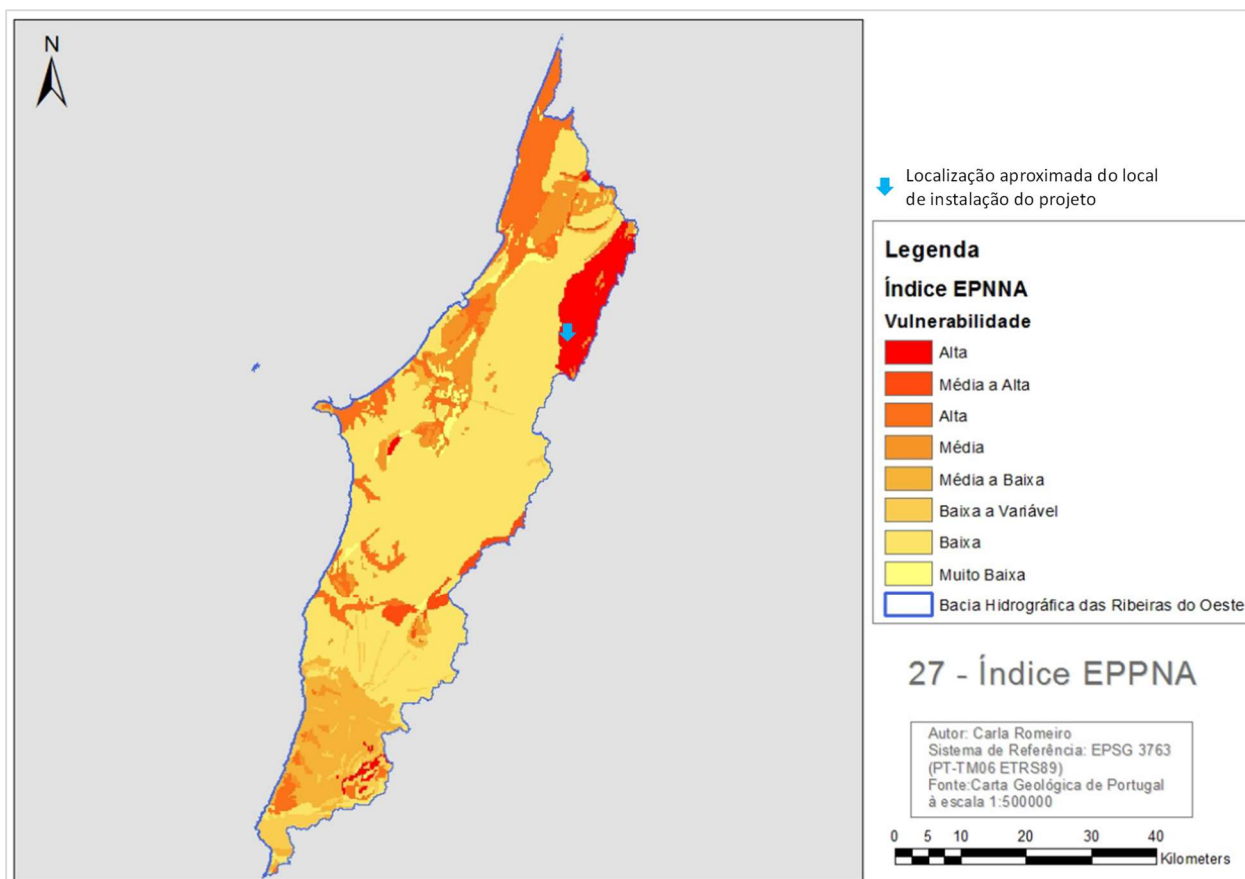 N
Localização aproximada do local
de instalação do projeto
Legenda
Índice EPNNA
Vulnerabilidade
Alta
Média a Alta
Alta
Média
Média a Baixa
Baixa a Variável
Baixa
Muito Baixa
Bacia Hidrográfica das Ribeiras do Oeste
27 - Índice EPPNA
Autor: Carla Romeiro
Sistema de Referência: EPSG 3763
(PT-TM06 ETRS89)
Fonte:Carta Geológica de Portugal
à escala 1:500000
0 5 10 20 30 40
Kilometers